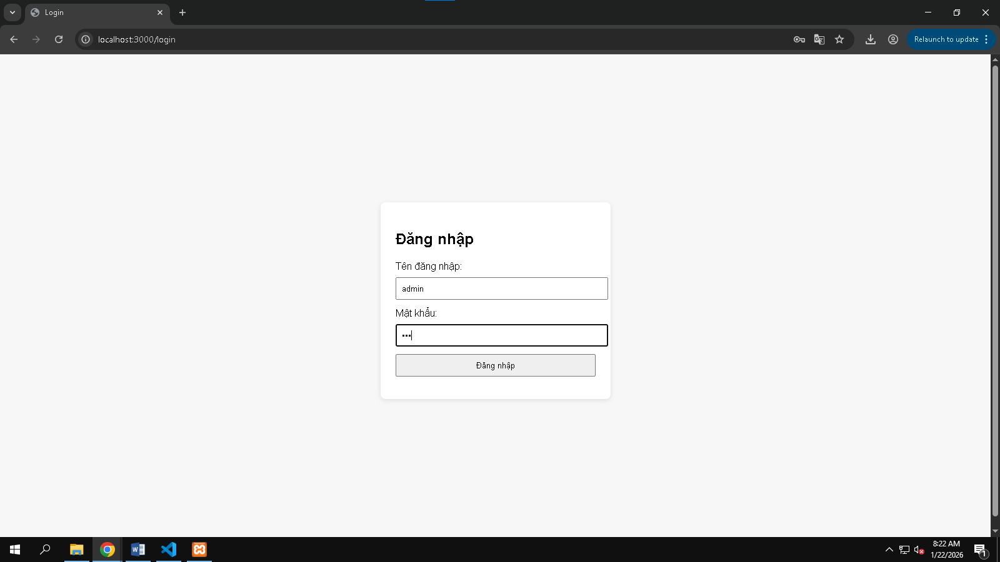 Login
localhost:3000/login
Relaunch to update
Đăng nhập
Tên đăng nhập:
admin
Mật khẩu:
•••
Đăng nhập
8:22 AM
1/22/2026
1